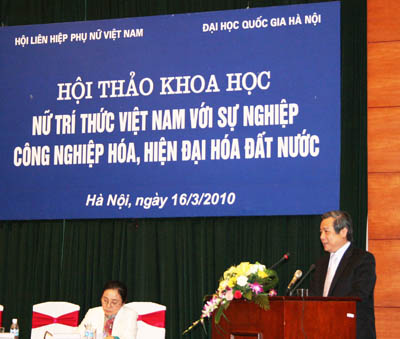 HỘI LIÊN HIỆP PHỤ NỮ VIỆT NAM
ĐẠI HỌC QUỐC GIA HÀ NỘI
HỘI THẢO KHOA HỌC
NỮ TRÍ THỨC VIỆT NAM VỚI SỰ NGHIỆP
CÔNG NGHIỆP HÓA, HIỆN ĐẠI HÓA ĐẤT NƯỚC
Hà Nội, ngày 16/3/2010